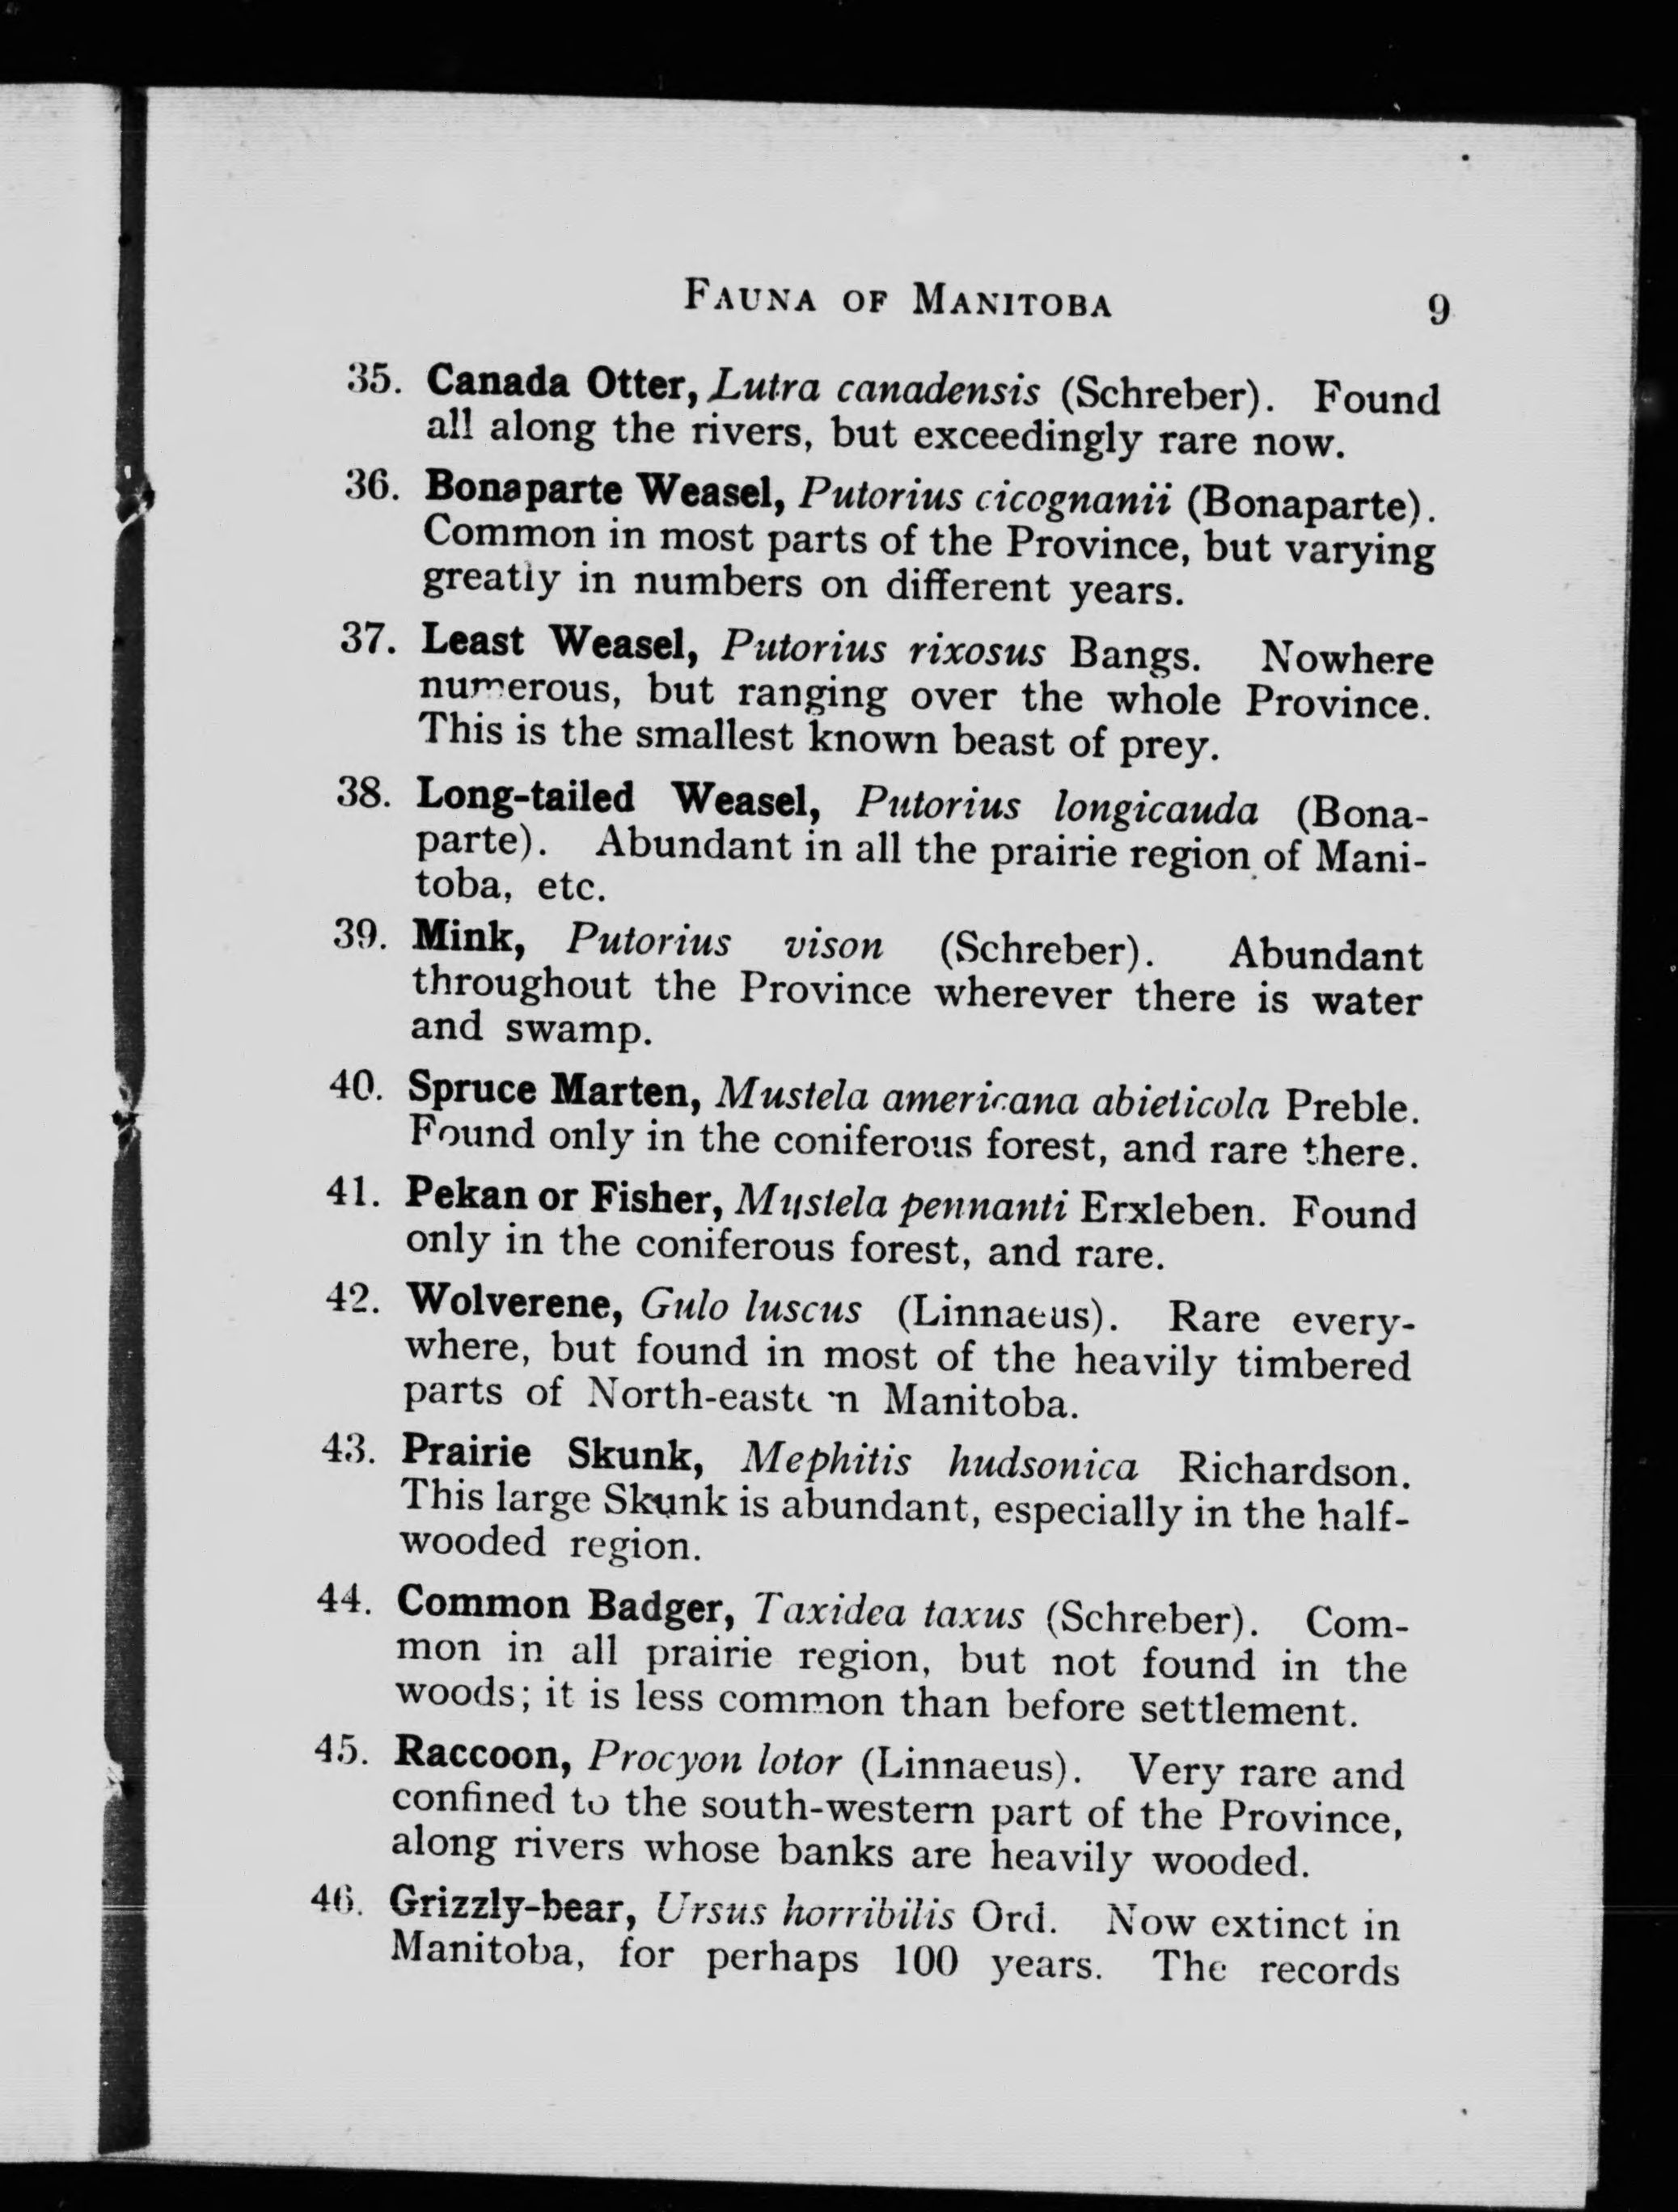 FAUNA OF MANITOBA 9
35. Canada Otter, Lutra canadensis (Schreber). Found
all along the rivers, but exceedingly rare now.
36. Bonaparte Weasel, Putorius cicognanii (Bonaparte).
Common in most parts of the Province, but varying
greatly in numbers on different years.
37. Least Weasel, Putorius rixosus Bangs. Nowhere
numerous, but ranging over the whole Province.
This is the smallest known beast of prey.
38. Long-tailed Weasel, Putorius longicauda (Bona-
parte). Abundant in all the prairie region of Mani-
toba, etc.
39. Mink, Putorius vison (Schreber). Abundant
throughout the Province wherever there is water
and swamp.
40. Spruce Marten, Mustela americana abieticola Preble.
Found only in the coniferous forest, and rare there.
41. Pekan or Fisher, Mustela pennanti Erxleben. Found
only in the coniferous forest, and rare.
42. Wolverene, Gulo luscus (Linnaeus). Rare every-
where, but found in most of the heavily timbered
parts of North-eastern Manitoba.
43. Prairie Skunk, Mephitis hudsonica Richardson.
This large Skunk is abundant, especially in the half-
wooded region.
44. Common Badger, Taxidea taxus (Schreber). Com-
mon in all prairie region, but not found in the
woods; it is less common than before settlement.
45. Raccoon, Procyon lotor (Linnaeus). Very rare and
confined to the south-western part of the Province,
along rivers whose banks are heavily wooded.
46. Grizzly-bear, Ursus horribilis Ord. Now extinct in
Manitoba, for perhaps 100 years. The records